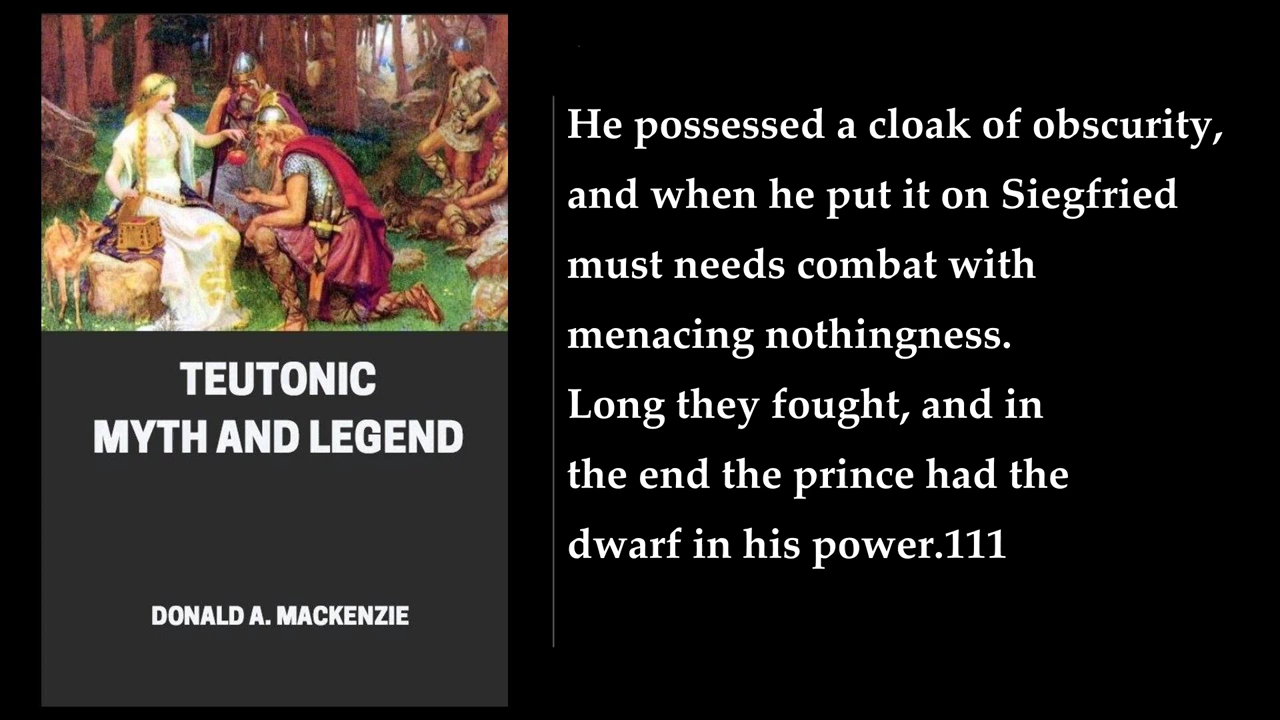 TEUTONIC
MYTH AND LEGEND
DONALD A. MACKENZIE
He possessed a cloak of obscurity,
and when he put it on Siegfried
must needs combat with
menacing nothingness.
Long they fought, and in
the end the prince had the
dwarf in his power.111